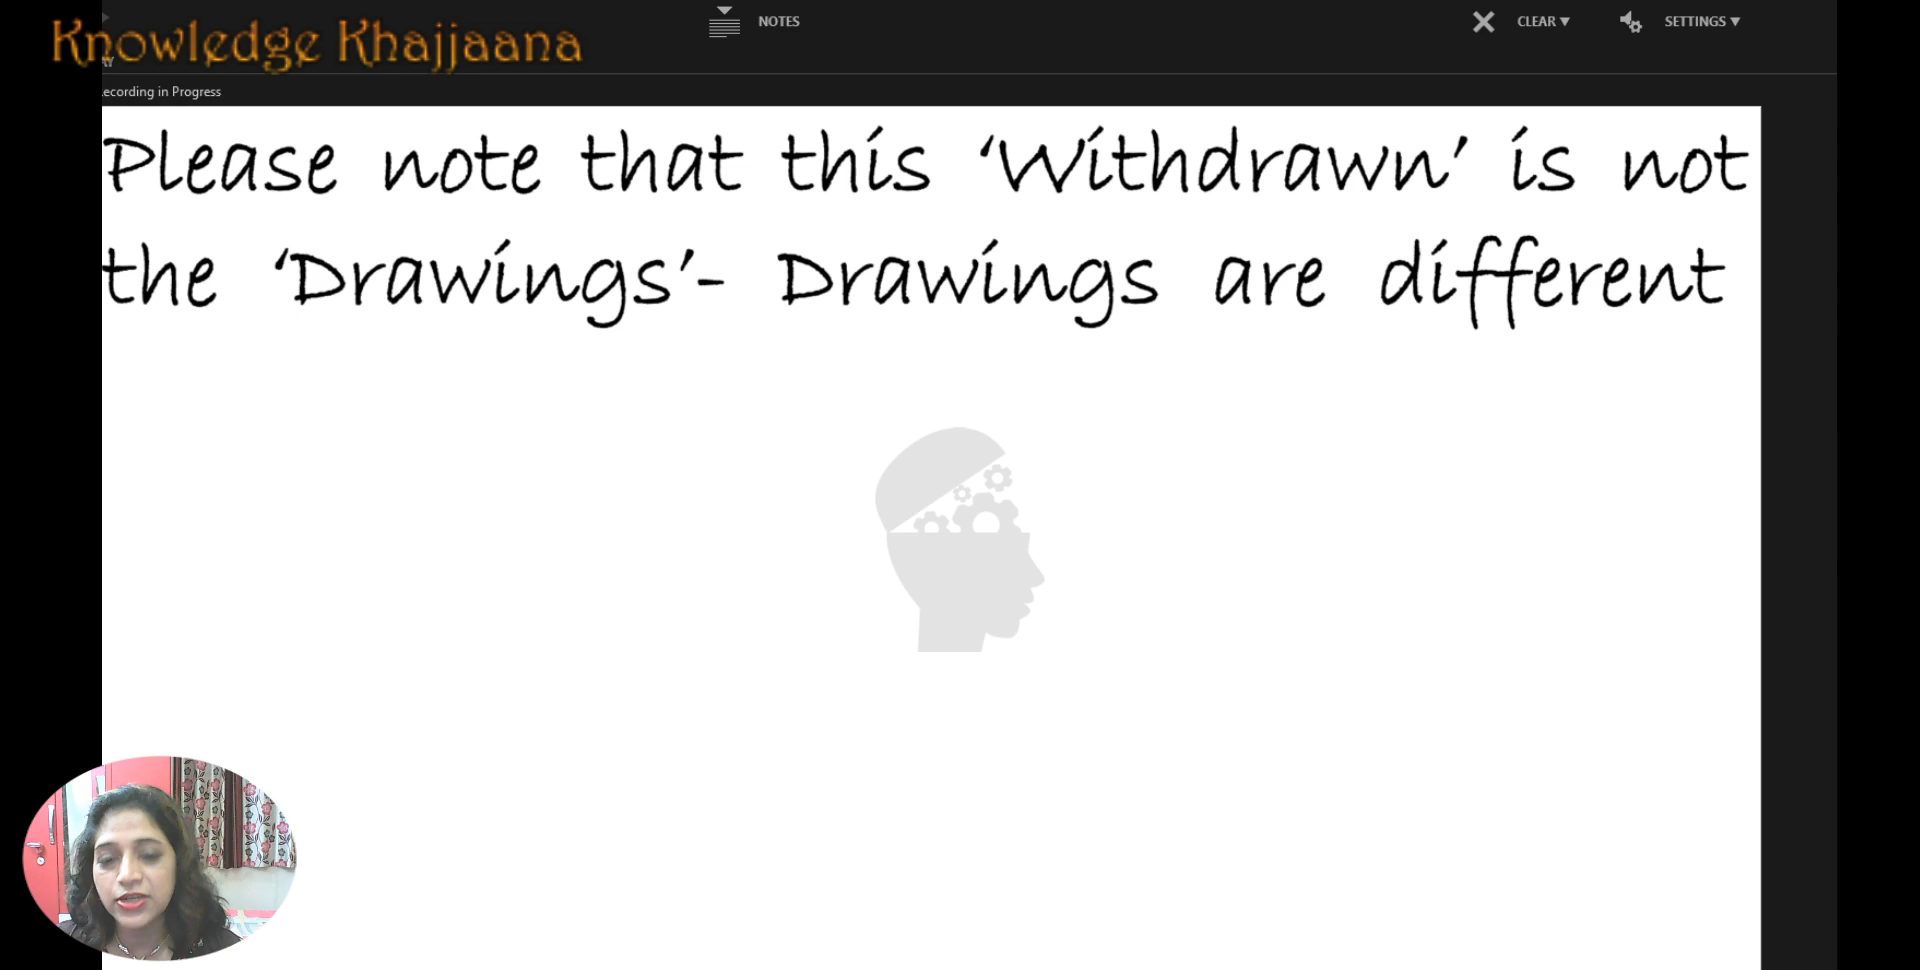 Knowledge Khajjaana
NOTES
CLEAR
SETTINGS
AY
ecording in Progress
Please note that this ‘Withdrawn’ is not
the ‘Drawings’- Drawings are different